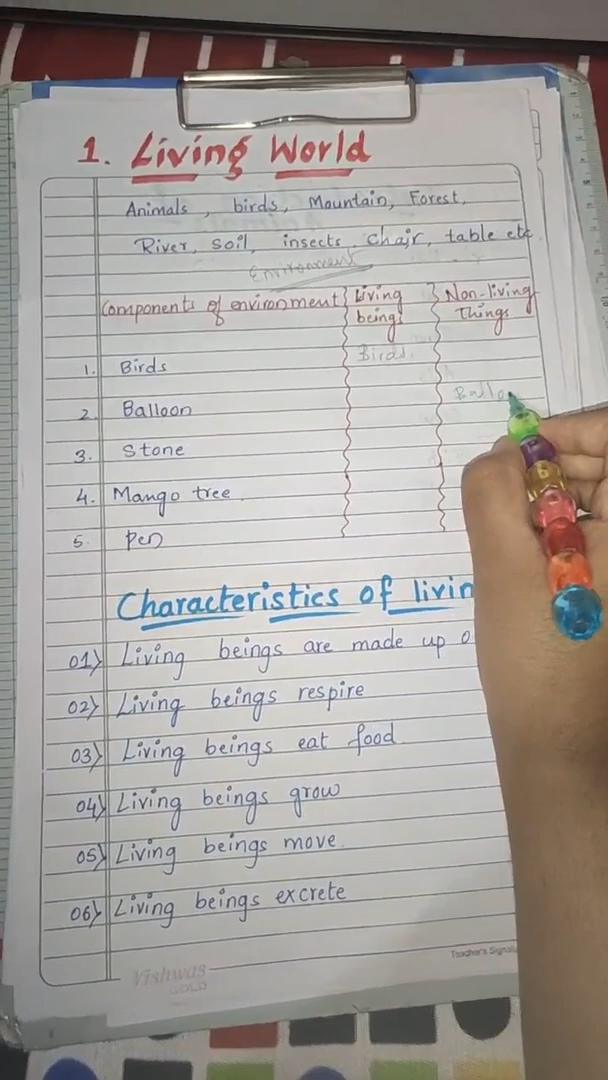 1. Living World
Animals , birds, Mountain, Forest,
River, soil, insects, chair, table etc
Environment
Components of environment
Living beings
Non-living Things
1. Birds
Birds.
2. Balloon
Ballo
3. Stone
4. Mango tree
5. Pen
Characteristics of livin
01) Living beings are made up o
02) Living beings respire
03) Living beings eat food
04) Living beings grow
05) Living beings move.
06) Living beings excrete
Teacher's Signat
Vishwas
GOLD